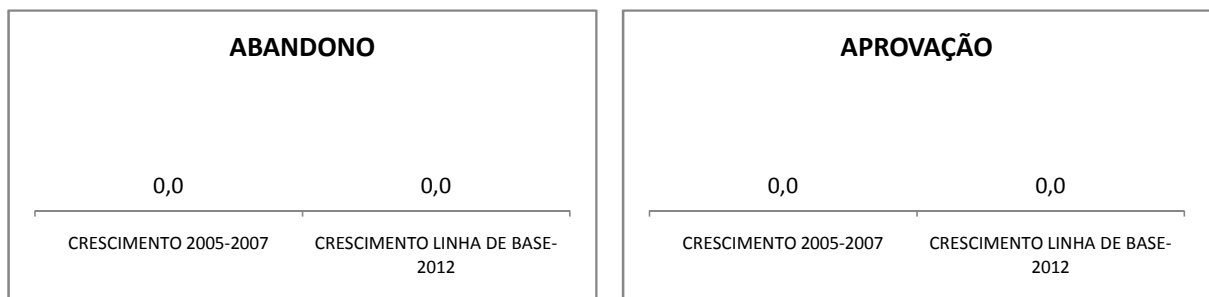 ABANDONO
0,0
0,0
CRESCIMENTO 2005-2007
CRESCIMENTO LINHA DE BASE-
2012
APROVAÇÃO
0,0
0,0
CRESCIMENTO 2005-2007
CRESCIMENTO LINHA DE BASE-
2012